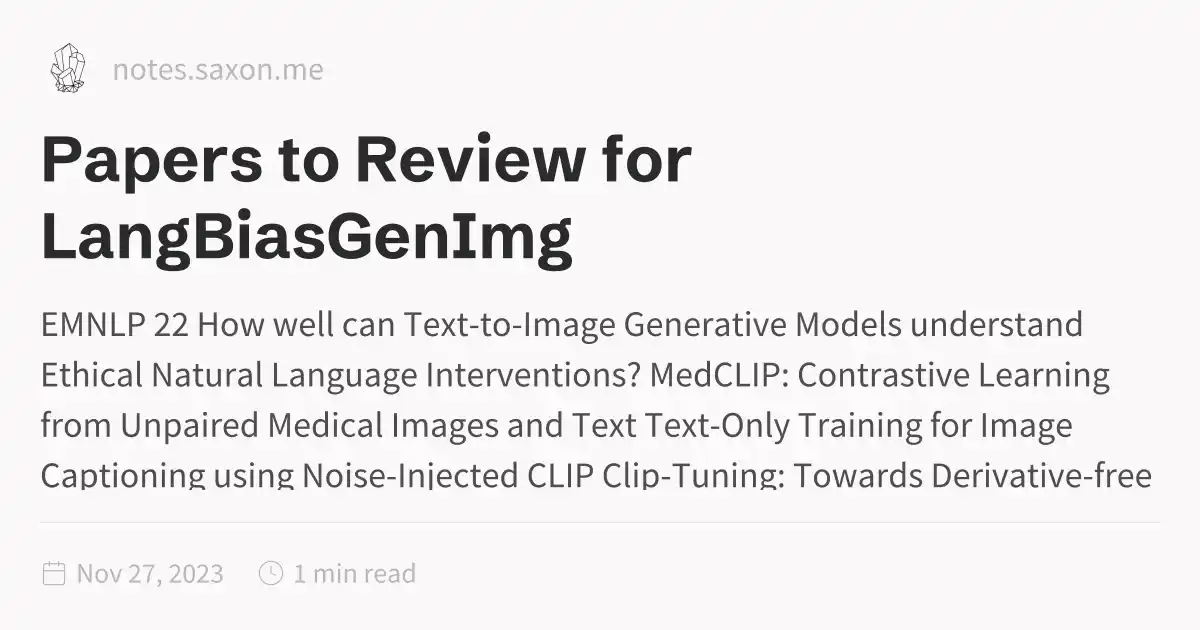 notes.saxon.me
Papers to Review for
LangBiasGenImg
EMNLP 22 How well can Text-to-Image Generative Models understand
Ethical Natural Language Interventions? MedCLIP: Contrastive Learning
from Unpaired Medical Images and Text Text-Only Training for Image
Captioning using Noise-Injected CLIP Clip-Tuning: Towards Derivative-free
Nov 27, 2023 1 min read